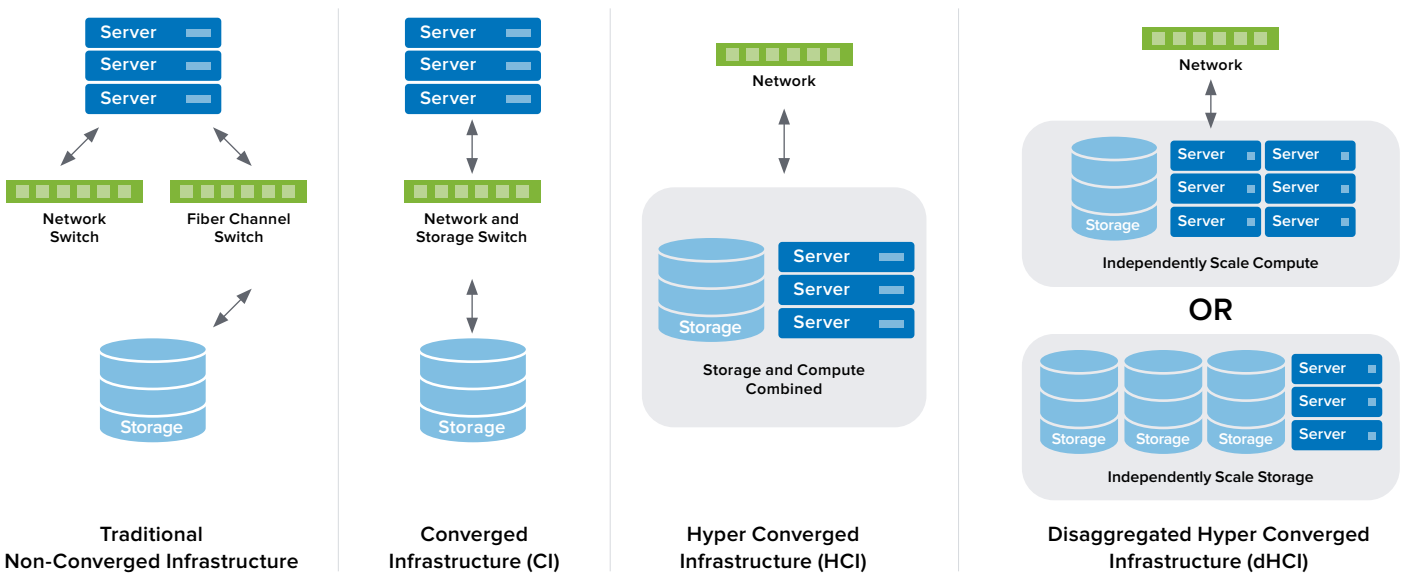 Server
Server
Server
Network
Switch
Fiber Channel
Switch
Storage
Traditional
Non-Converged Infrastructure
Server
Server
Server
Network and
Storage Switch
Storage
Converged
Infrastructure (CI)
Network
Storage
Server
Server
Server
Storage and Compute
Combined
Hyper Converged
Infrastructure (HCI)
Network
Storage
Server Server
Server Server
Server Server
Independently Scale Compute
OR
Storage Storage Storage
Server
Server
Server
Independently Scale Storage
Disaggregated Hyper Converged
Infrastructure (dHCI)